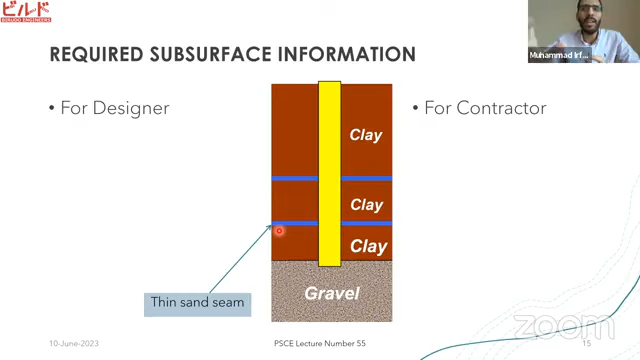 ビルド
BIRUDO ENGINEERS
Muhammad Irf...
REQUIRED SUBSURFACE INFORMATION
• For Designer
• For Contractor
Clay
Clay
Clay
Gravel
Thin sand seam
10-June-2023
PSCE Lecture Number 55
15
zoom